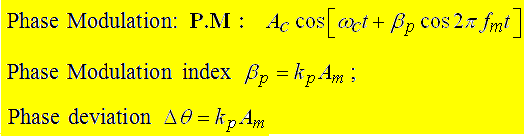 Phase Modulation: P.M : A_C cos[ω_C t + β_p cos 2π f_m t]
Phase Modulation index β_p = k_p A_m ;
Phase deviation Δθ = k_p A_m